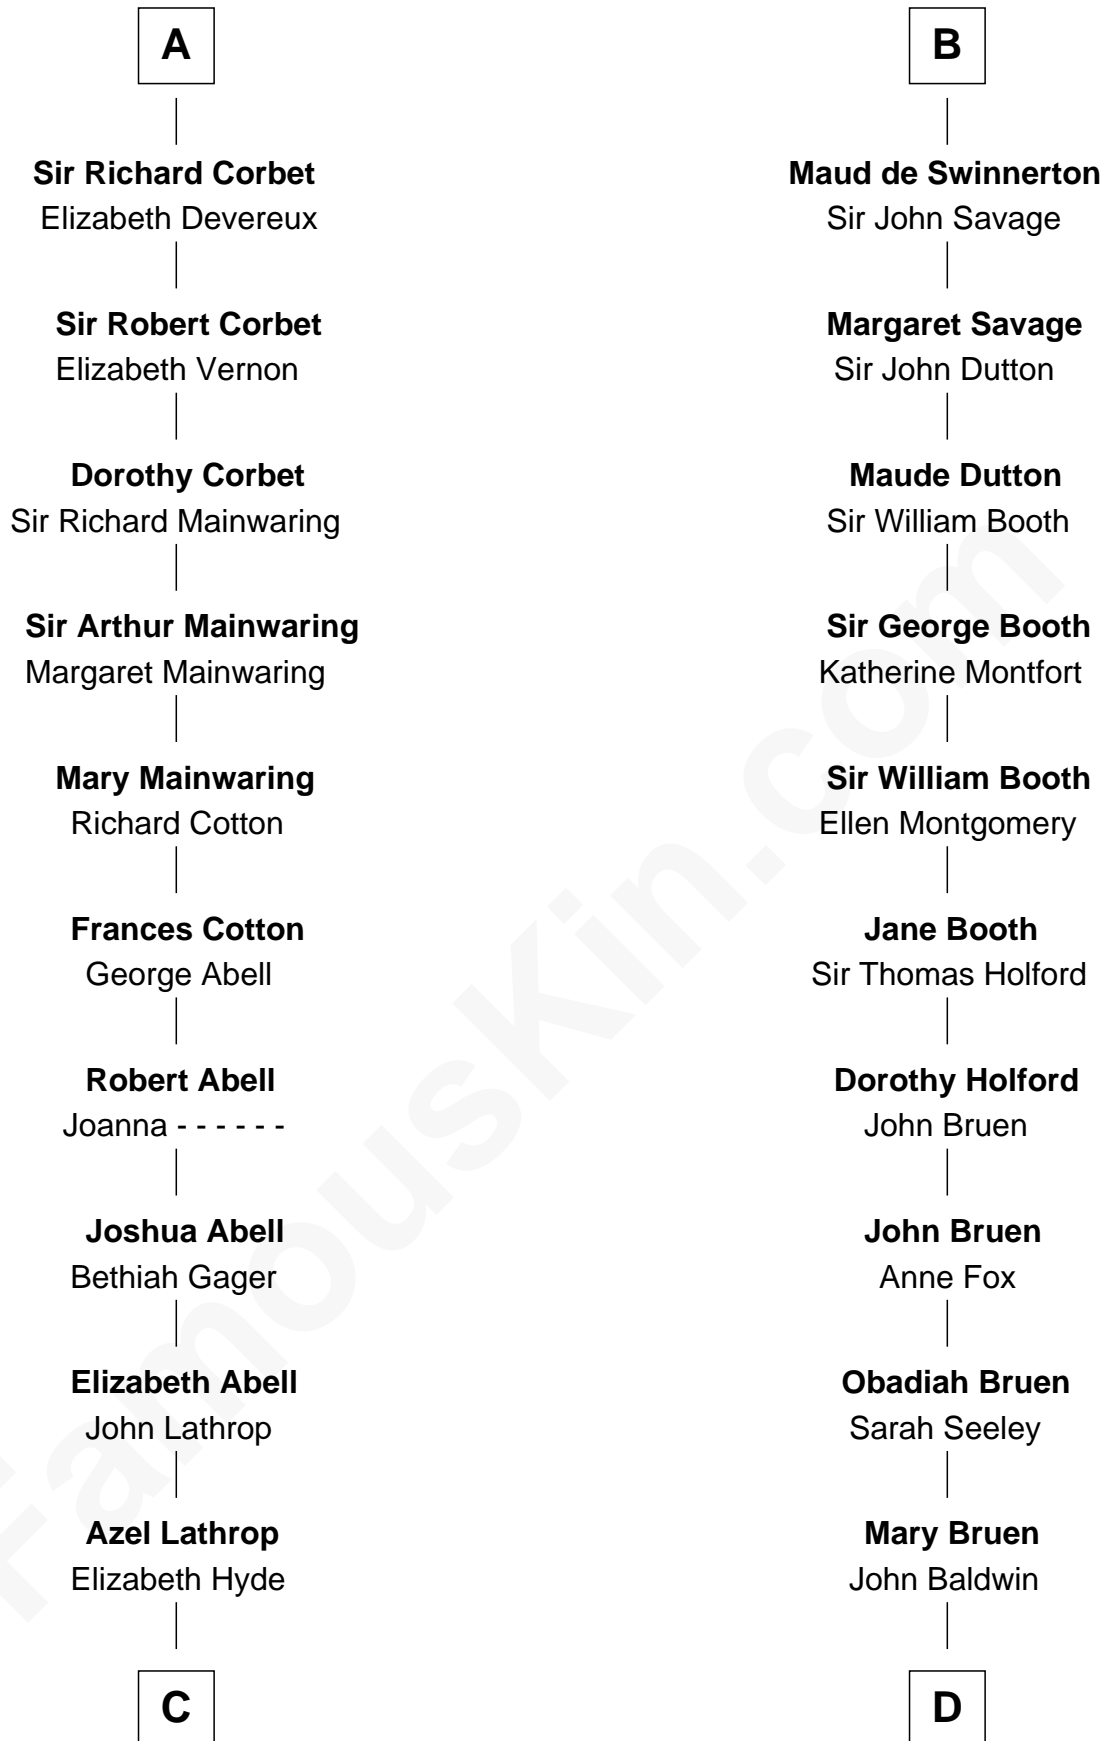 A
Sir Richard Corbet
Elizabeth Devereux
Sir Robert Corbet
Elizabeth Vernon
Dorothy Corbet
Sir Richard Mainwaring
Sir Arthur Mainwaring
Margaret Mainwaring
Mary Mainwaring
Richard Cotton
Frances Cotton
George Abell
Robert Abell
Joanna - - - - - -
Joshua Abell
Bethiah Gager
Elizabeth Abell
John Lathrop
Azel Lathrop
Elizabeth Hyde
C
B
Maud de Swinnerton
Sir John Savage
Margaret Savage
Sir John Dutton
Maude Dutton
Sir William Booth
Sir George Booth
Katherine Montfort
Sir William Booth
Ellen Montgomery
Jane Booth
Sir Thomas Holford
Dorothy Holford
John Bruen
John Bruen
Anne Fox
Obadiah Bruen
Sarah Seeley
Mary Bruen
John Baldwin
D
FamousKin.com